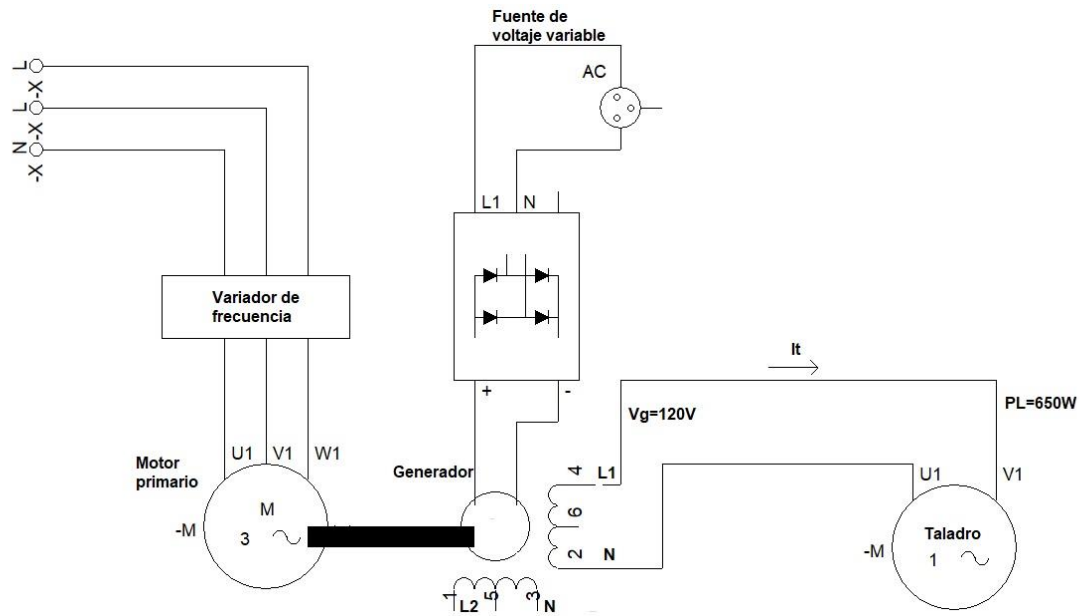 Fuente de
voltaje variable
AC
L
-X
L
-X
N
-X
L1 N
Variador de
frecuencia
+ -
It
Vg=120V
PL=650W
Motor
primario
U1 V1 W1
-M
M
3
Generador
4 L1
6
2 N
1 L2 5 3 N
U1 V1
Taladro
-M
1